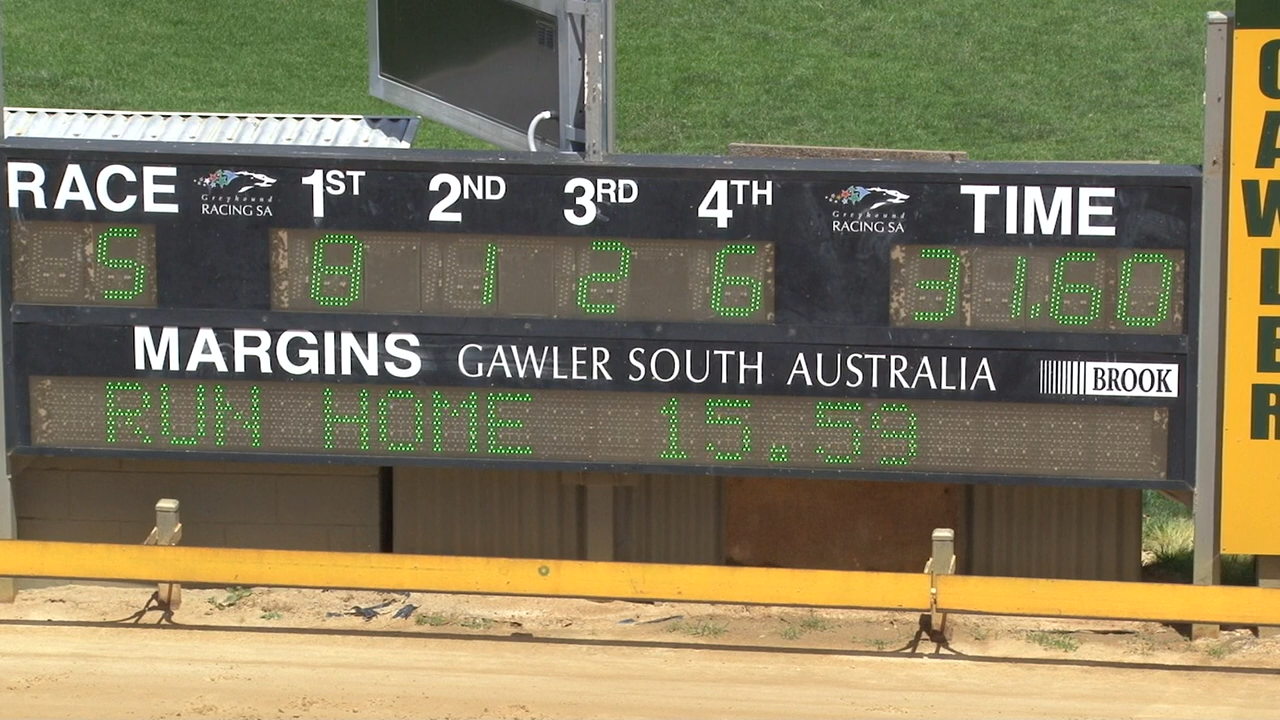 RACE Greyhound RACING SA 1ST 2ND 3RD 4TH Greyhound RACING SA TIME
5 8 1 2 6 31.60
MARGINS GAWLER SOUTH AUSTRALIA BROOK
RUN HOME 15.59
GAWLER